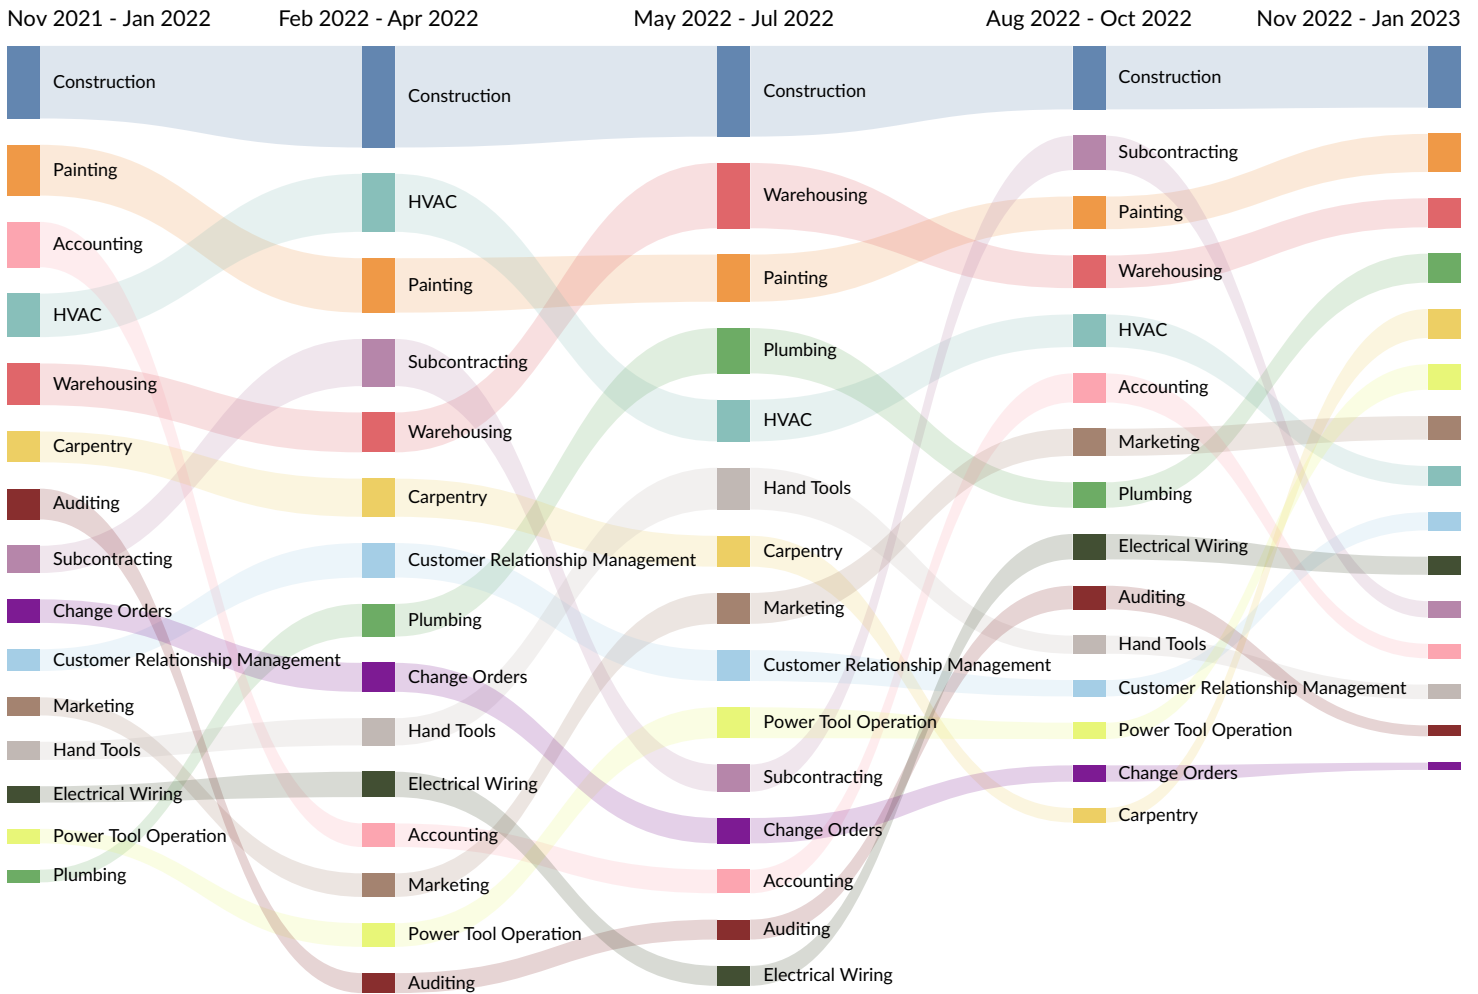 Nov 2021 - Jan 2022
Feb 2022 - Apr 2022
May 2022 - Jul 2022
Aug 2022 - Oct 2022
Nov 2022 - Jan 2023
Construction
Painting
Accounting
HVAC
Warehousing
Carpentry
Auditing
Subcontracting
Change Orders
Customer Relationship Management
Marketing
Hand Tools
Electrical Wiring
Power Tool Operation
Plumbing
Construction
HVAC
Painting
Subcontracting
Warehousing
Carpentry
Customer Relationship Management
Plumbing
Change Orders
Hand Tools
Electrical Wiring
Accounting
Marketing
Power Tool Operation
Auditing
Construction
Warehousing
Painting
Plumbing
HVAC
Hand Tools
Carpentry
Marketing
Customer Relationship Management
Power Tool Operation
Subcontracting
Change Orders
Accounting
Auditing
Electrical Wiring
Construction
Subcontracting
Painting
Warehousing
HVAC
Accounting
Marketing
Plumbing
Electrical Wiring
Auditing
Hand Tools
Customer Relationship Management
Power Tool Operation
Change Orders
Carpentry